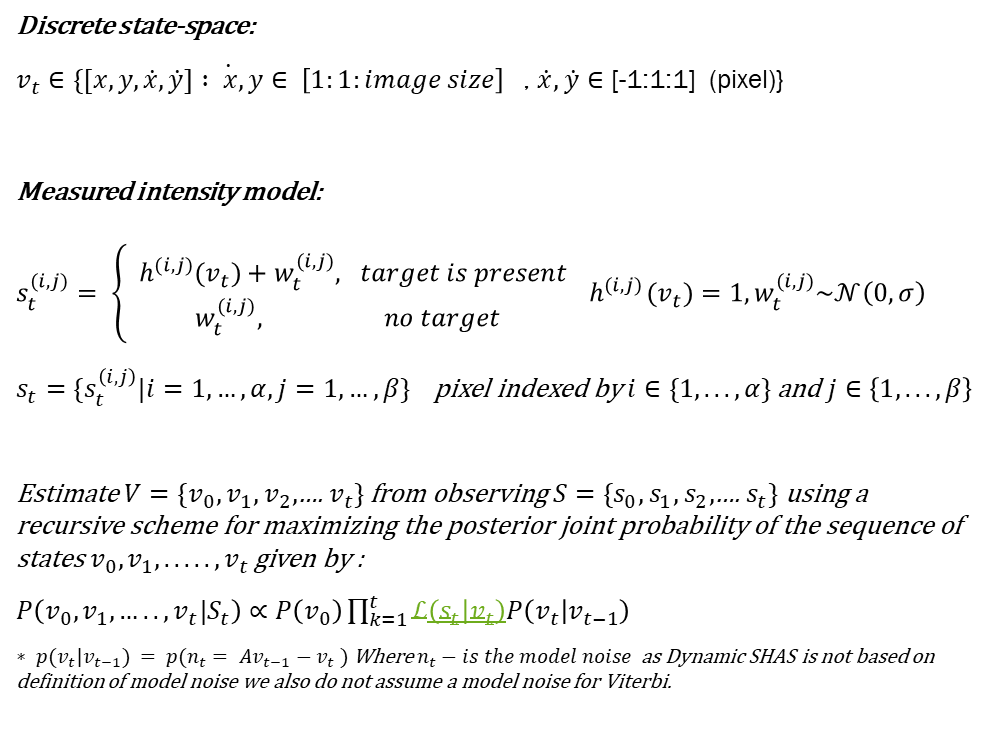 Discrete state-space:
v_t ∈ {[x, y, ẋ, ẏ] : ẋ, y ∈ [1: 1: image size] , ẋ, ẏ ∈ [-1:1:1] (pixel)}
Measured intensity model:
s_t^(i,j) = { h^(i,j)(v_t) + w_t^(i,j), target is present
w_t^(i,j), no target
h^(i,j)(v_t) = 1, w_t^(i,j)~𝒩(0, σ)
s_t = {s_t^(i,j)|i = 1, … , α, j = 1, … , β} pixel indexed by i ∈ {1, . . . , α} and j ∈ {1, . . . , β}
Estimate V = {v_0, v_1, v_2, .... v_t} from observing S = {s_0, s_1, s_2, .... s_t} using a
recursive scheme for maximizing the posterior joint probability of the sequence of
states v_0, v_1, . . . . . , v_t given by :
P(v_0, v_1, … . . , v_t|S_t) ∝ P(v_0) ∏_{k=1}^t ℒ(s_t|v_t)P(v_t|v_{t−1})
* p(v_t|v_{t−1}) = p(n_t = Av_{t−1} − v_t ) Where n_t − is the model noise as Dynamic SHAS is not based on
definition of model noise we also do not assume a model noise for Viterbi.